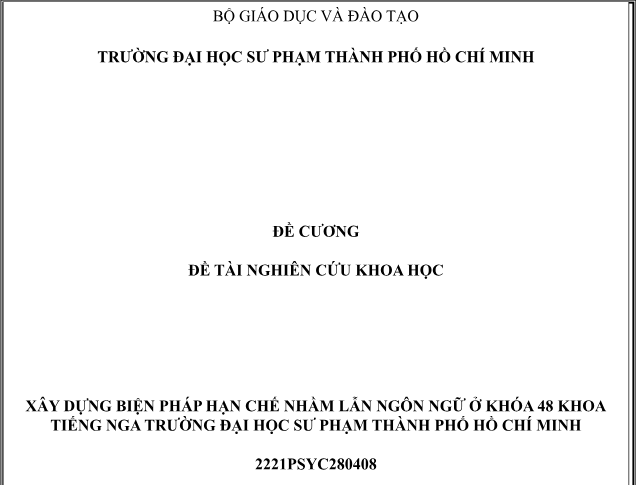 BỘ GIÁO DỤC VÀ ĐÀO TẠO
TRƯỜNG ĐẠI HỌC SƯ PHẠM THÀNH PHỐ HỒ CHÍ MINH
ĐỀ CƯƠNG
ĐỀ TÀI NGHIÊN CỨU KHOA HỌC
XÂY DỰNG BIỆN PHÁP HẠN CHẾ NHẦM LẪN NGÔN NGỮ Ở KHÓA 48 KHOA
TIẾNG NGA TRƯỜNG ĐẠI HỌC SƯ PHẠM THÀNH PHỐ HỒ CHÍ MINH
2221PSYC280408